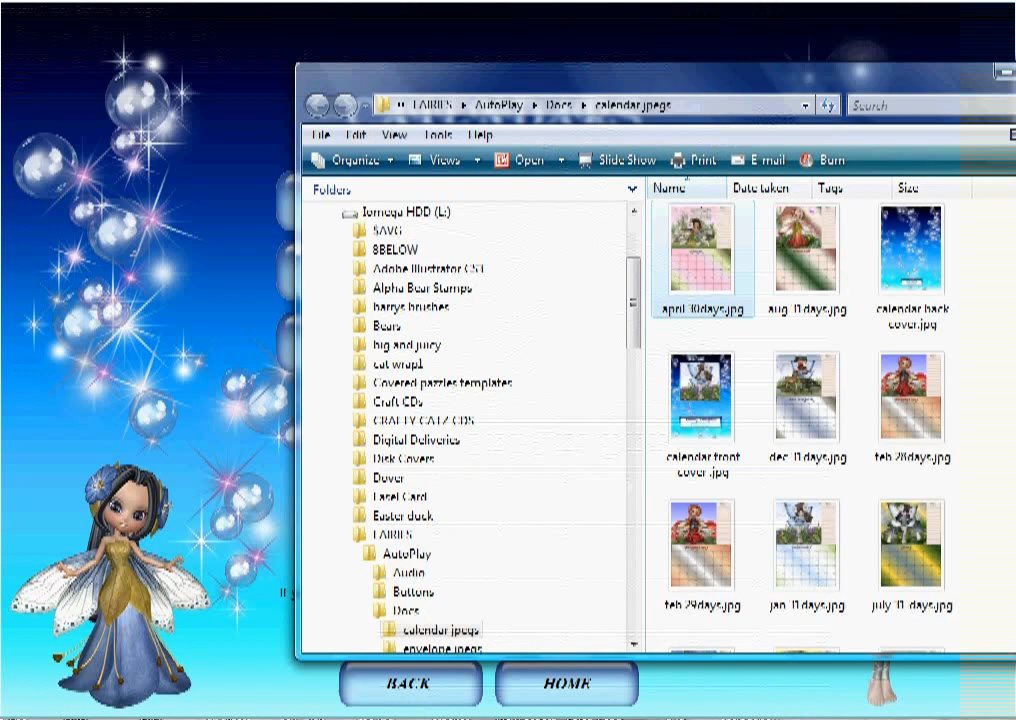 FAIRIES ▸ AutoPlay ▸ Docs ▸ calendar jpegs
Search
File Edit View Tools Help
Organize Views Open Slide Show Print E-mail Burn
Folders
Name Date taken Tags Size
Iomega HDD (L:)
$AVG
8BELOW
Adobe Illustrator CS3
Alpha Bear Stamps
barrys brushes
Bears
big and juicy
cat wrap1
Covered pazzles templates
Craft CDs
CRAFTY CATZ CDS
Digital Deliveries
Disk Covers
Dover
Easel Card
Easter duck
FAIRIES
AutoPlay
Audio
Buttons
Docs
calendar jpegs
envelope jpegs
april 30days.jpg
aug 31days.jpg
calendar back
cover.jpg
calendar front
cover .jpg
dec 31days.jpg
feb 28days.jpg
feb 29days.jpg
jan 31days.jpg
july 31 days.jpg
BACK
HOME